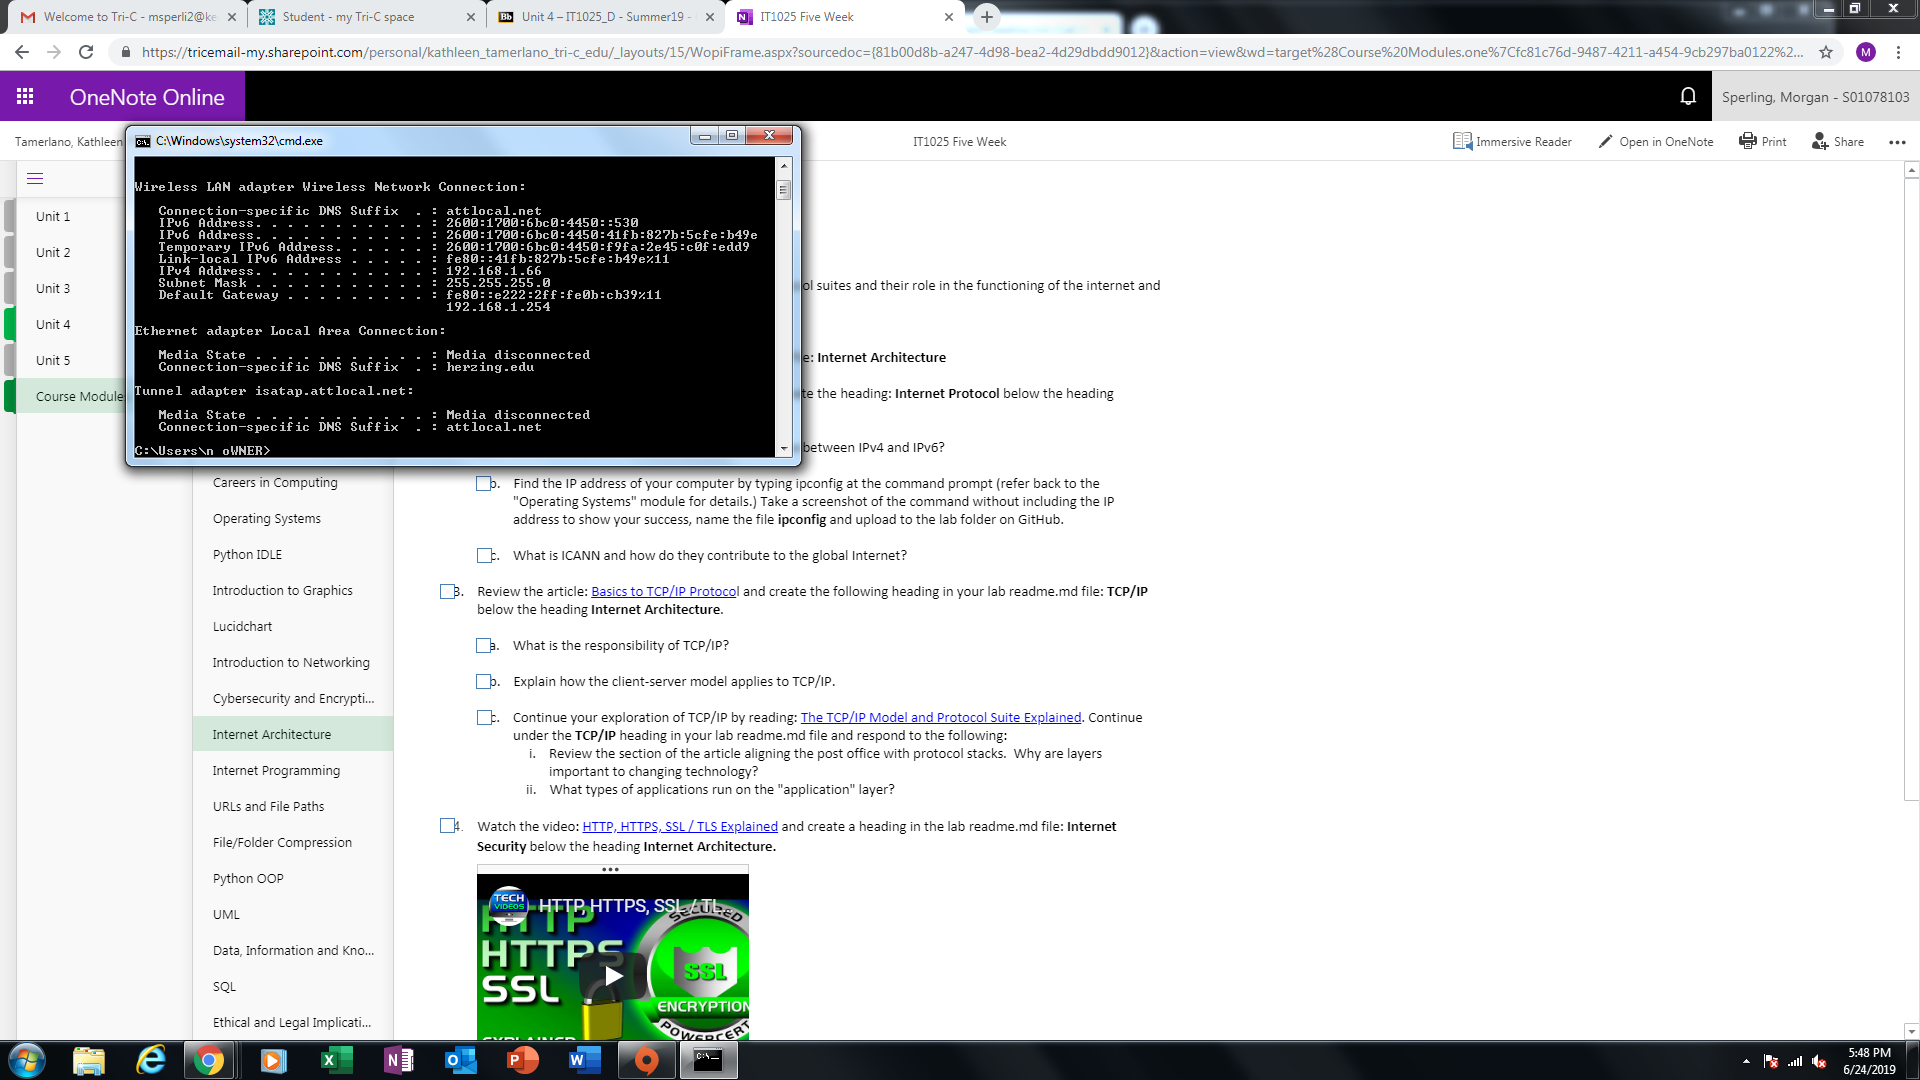 Welcome to Tri-C - msperli2@ke
Student - my Tri-C space
Unit 4 – IT1025_D - Summer19 -
IT1025 Five Week
https://tricemail-my.sharepoint.com/personal/kathleen_tamerlano_tri-c_edu/_layouts/15/WopiFrame.aspx?sourcedoc={81b00d8b-a247-4d98-bea2-4d29dbdd9012}&action=view&wd=target%28Course%20Modules.one%7Cfc81c76d-9487-4211-a454-9cb297ba0122%2...
M
OneNote Online
Sperling, Morgan - S01078103
Tamerlano, Kathleen
IT1025 Five Week
Immersive Reader
Open in OneNote
Print
Share
C:\Windows\system32\cmd.exe
Wireless LAN adapter Wireless Network Connection:
Connection-specific DNS Suffix . : attlocal.net
IPv6 Address. . . . . . . . . . . : 2600:1700:6bc0:4450::530
IPv6 Address. . . . . . . . . . . : 2600:1700:6bc0:4450:41fb:827b:5cfe:b49e
Temporary IPv6 Address. . . . . . : 2600:1700:6bc0:4450:f9fa:2e45:c0f:edd9
Link-local IPv6 Address . . . . . : fe80::41fb:827b:5cfe:b49e%11
IPv4 Address. . . . . . . . . . . : 192.168.1.66
Subnet Mask . . . . . . . . . . . : 255.255.255.0
Default Gateway . . . . . . . . . : fe80::e222:2ff:fe0b:cb39%11
192.168.1.254
Ethernet adapter Local Area Connection:
Media State . . . . . . . . . . . : Media disconnected
Connection-specific DNS Suffix . : herzing.edu
Tunnel adapter isatap.attlocal.net:
Media State . . . . . . . . . . . : Media disconnected
Connection-specific DNS Suffix . : attlocal.net
C:\Users\n oWNER>
Unit 1
Unit 2
Unit 3
Unit 4
Unit 5
Course Module
Careers in Computing
Operating Systems
Python IDLE
Introduction to Graphics
Lucidchart
Introduction to Networking
Cybersecurity and Encrypti...
Internet Architecture
Internet Programming
URLs and File Paths
File/Folder Compression
Python OOP
UML
Data, Information and Kno...
SQL
Ethical and Legal Implicati...
ol suites and their role in the functioning of the internet and
e: Internet Architecture
te the heading: Internet Protocol below the heading
between IPv4 and IPv6?
b. Find the IP address of your computer by typing ipconfig at the command prompt (refer back to the
"Operating Systems" module for details.) Take a screenshot of the command without including the IP
address to show your success, name the file ipconfig and upload to the lab folder on GitHub.
c. What is ICANN and how do they contribute to the global Internet?
3. Review the article: Basics to TCP/IP Protocol and create the following heading in your lab readme.md file: TCP/IP
below the heading Internet Architecture.
a. What is the responsibility of TCP/IP?
b. Explain how the client-server model applies to TCP/IP.
c. Continue your exploration of TCP/IP by reading: The TCP/IP Model and Protocol Suite Explained. Continue
under the TCP/IP heading in your lab readme.md file and respond to the following:
i. Review the section of the article aligning the post office with protocol stacks. Why are layers
important to changing technology?
ii. What types of applications run on the "application" layer?
4. Watch the video: HTTP, HTTPS, SSL / TLS Explained and create a heading in the lab readme.md file: Internet
Security below the heading Internet Architecture.
TECH
VIDEOS
HTTP, HTTPS, SSL / TL...
HTTP
HTTPS
SSL
EXPLAINED
SECURED
SSL
ENCRYPTION
POWERCERT
5:48 PM
6/24/2019